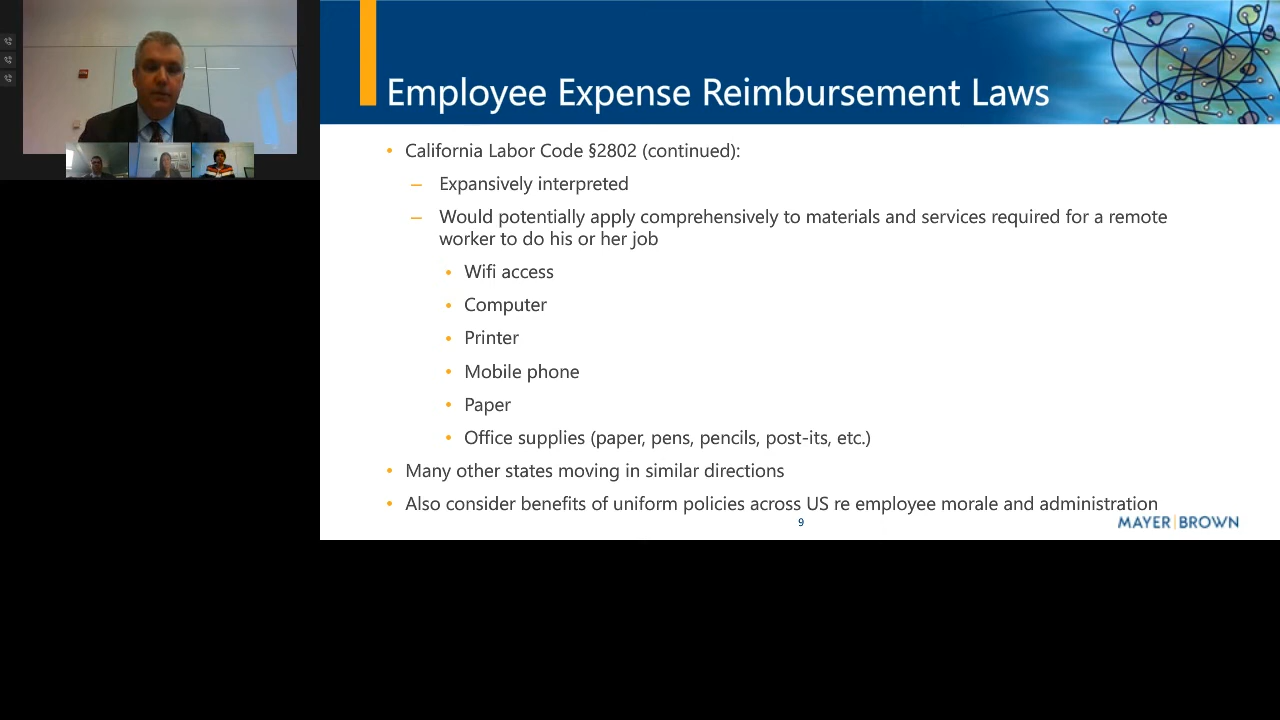 Employee Expense Reimbursement Laws
• California Labor Code §2802 (continued):
– Expansively interpreted
– Would potentially apply comprehensively to materials and services required for a remote
worker to do his or her job
• Wifi access
• Computer
• Printer
• Mobile phone
• Paper
• Office supplies (paper, pens, pencils, post-its, etc.)
• Many other states moving in similar directions
• Also consider benefits of uniform policies across US re employee morale and administration
9
MAYER | BROWN